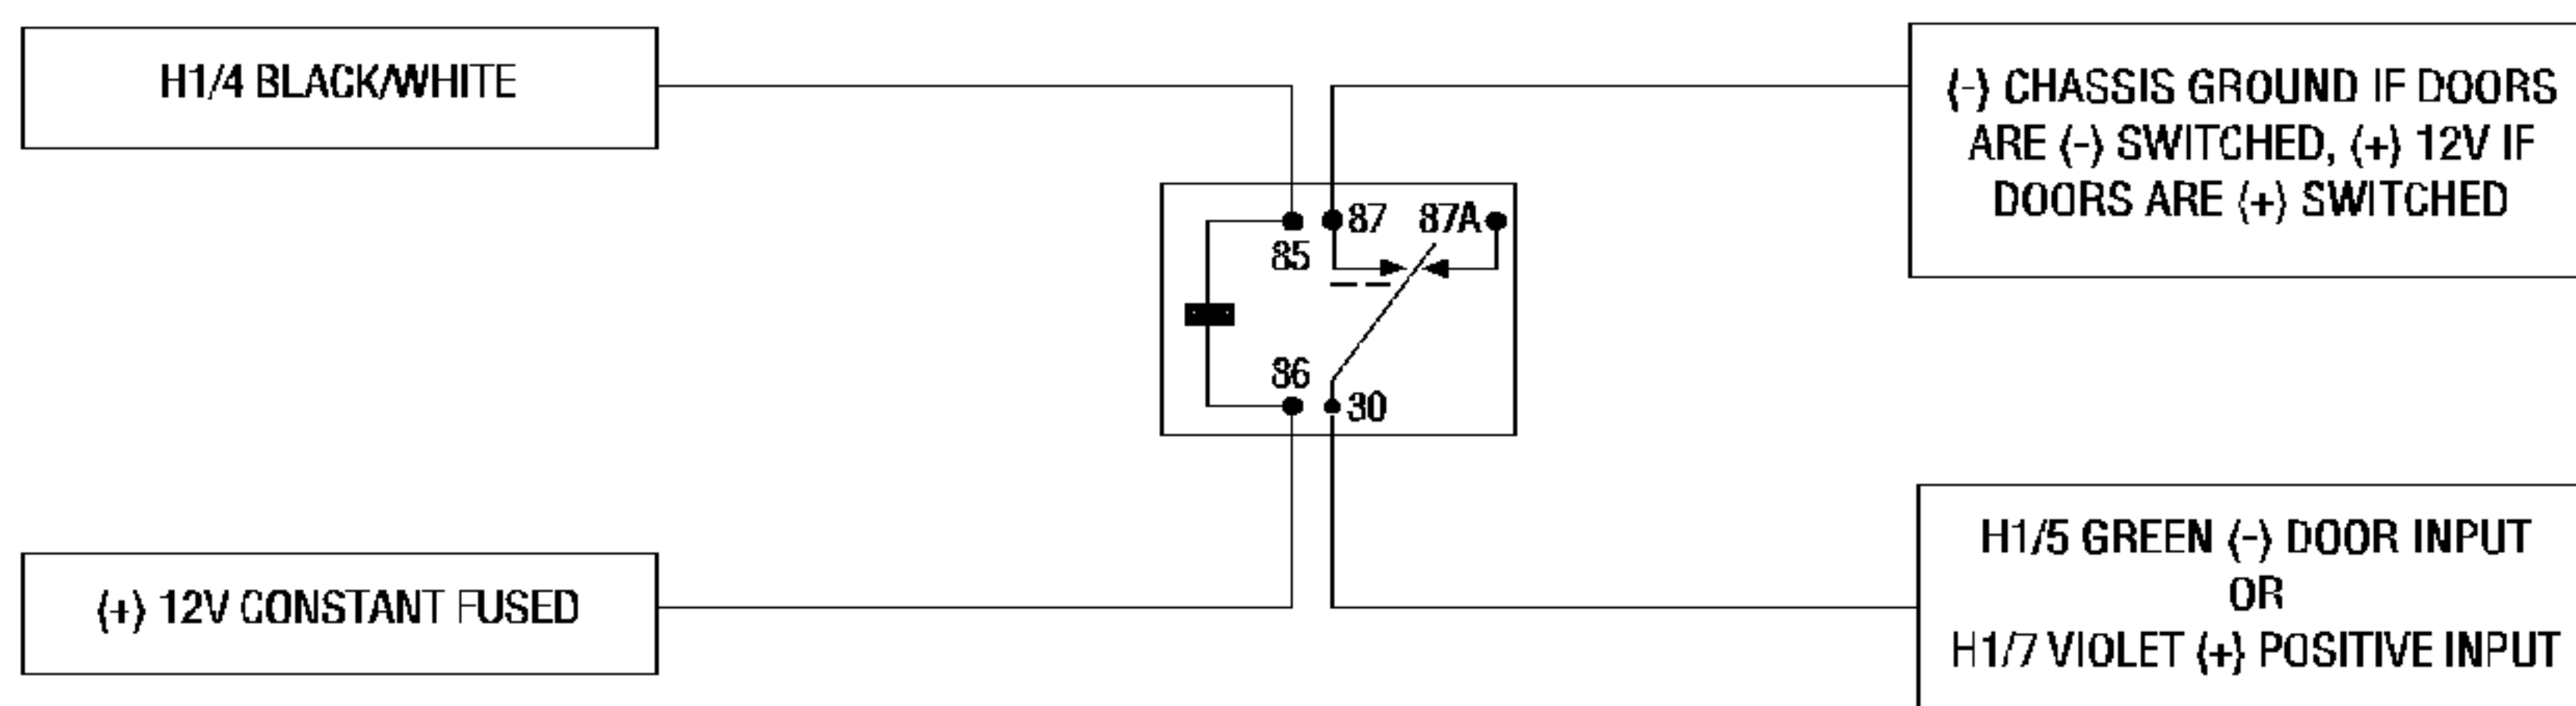 H1/4 BLACK/WHITE
(-) CHASSIS GROUND IF DOORS
ARE (-) SWITCHED, (+) 12V IF
DOORS ARE (+) SWITCHED
87 87A
85
86
30
(+) 12V CONSTANT FUSED
H1/5 GREEN (-) DOOR INPUT
OR
H1/7 VIOLET (+) POSITIVE INPUT